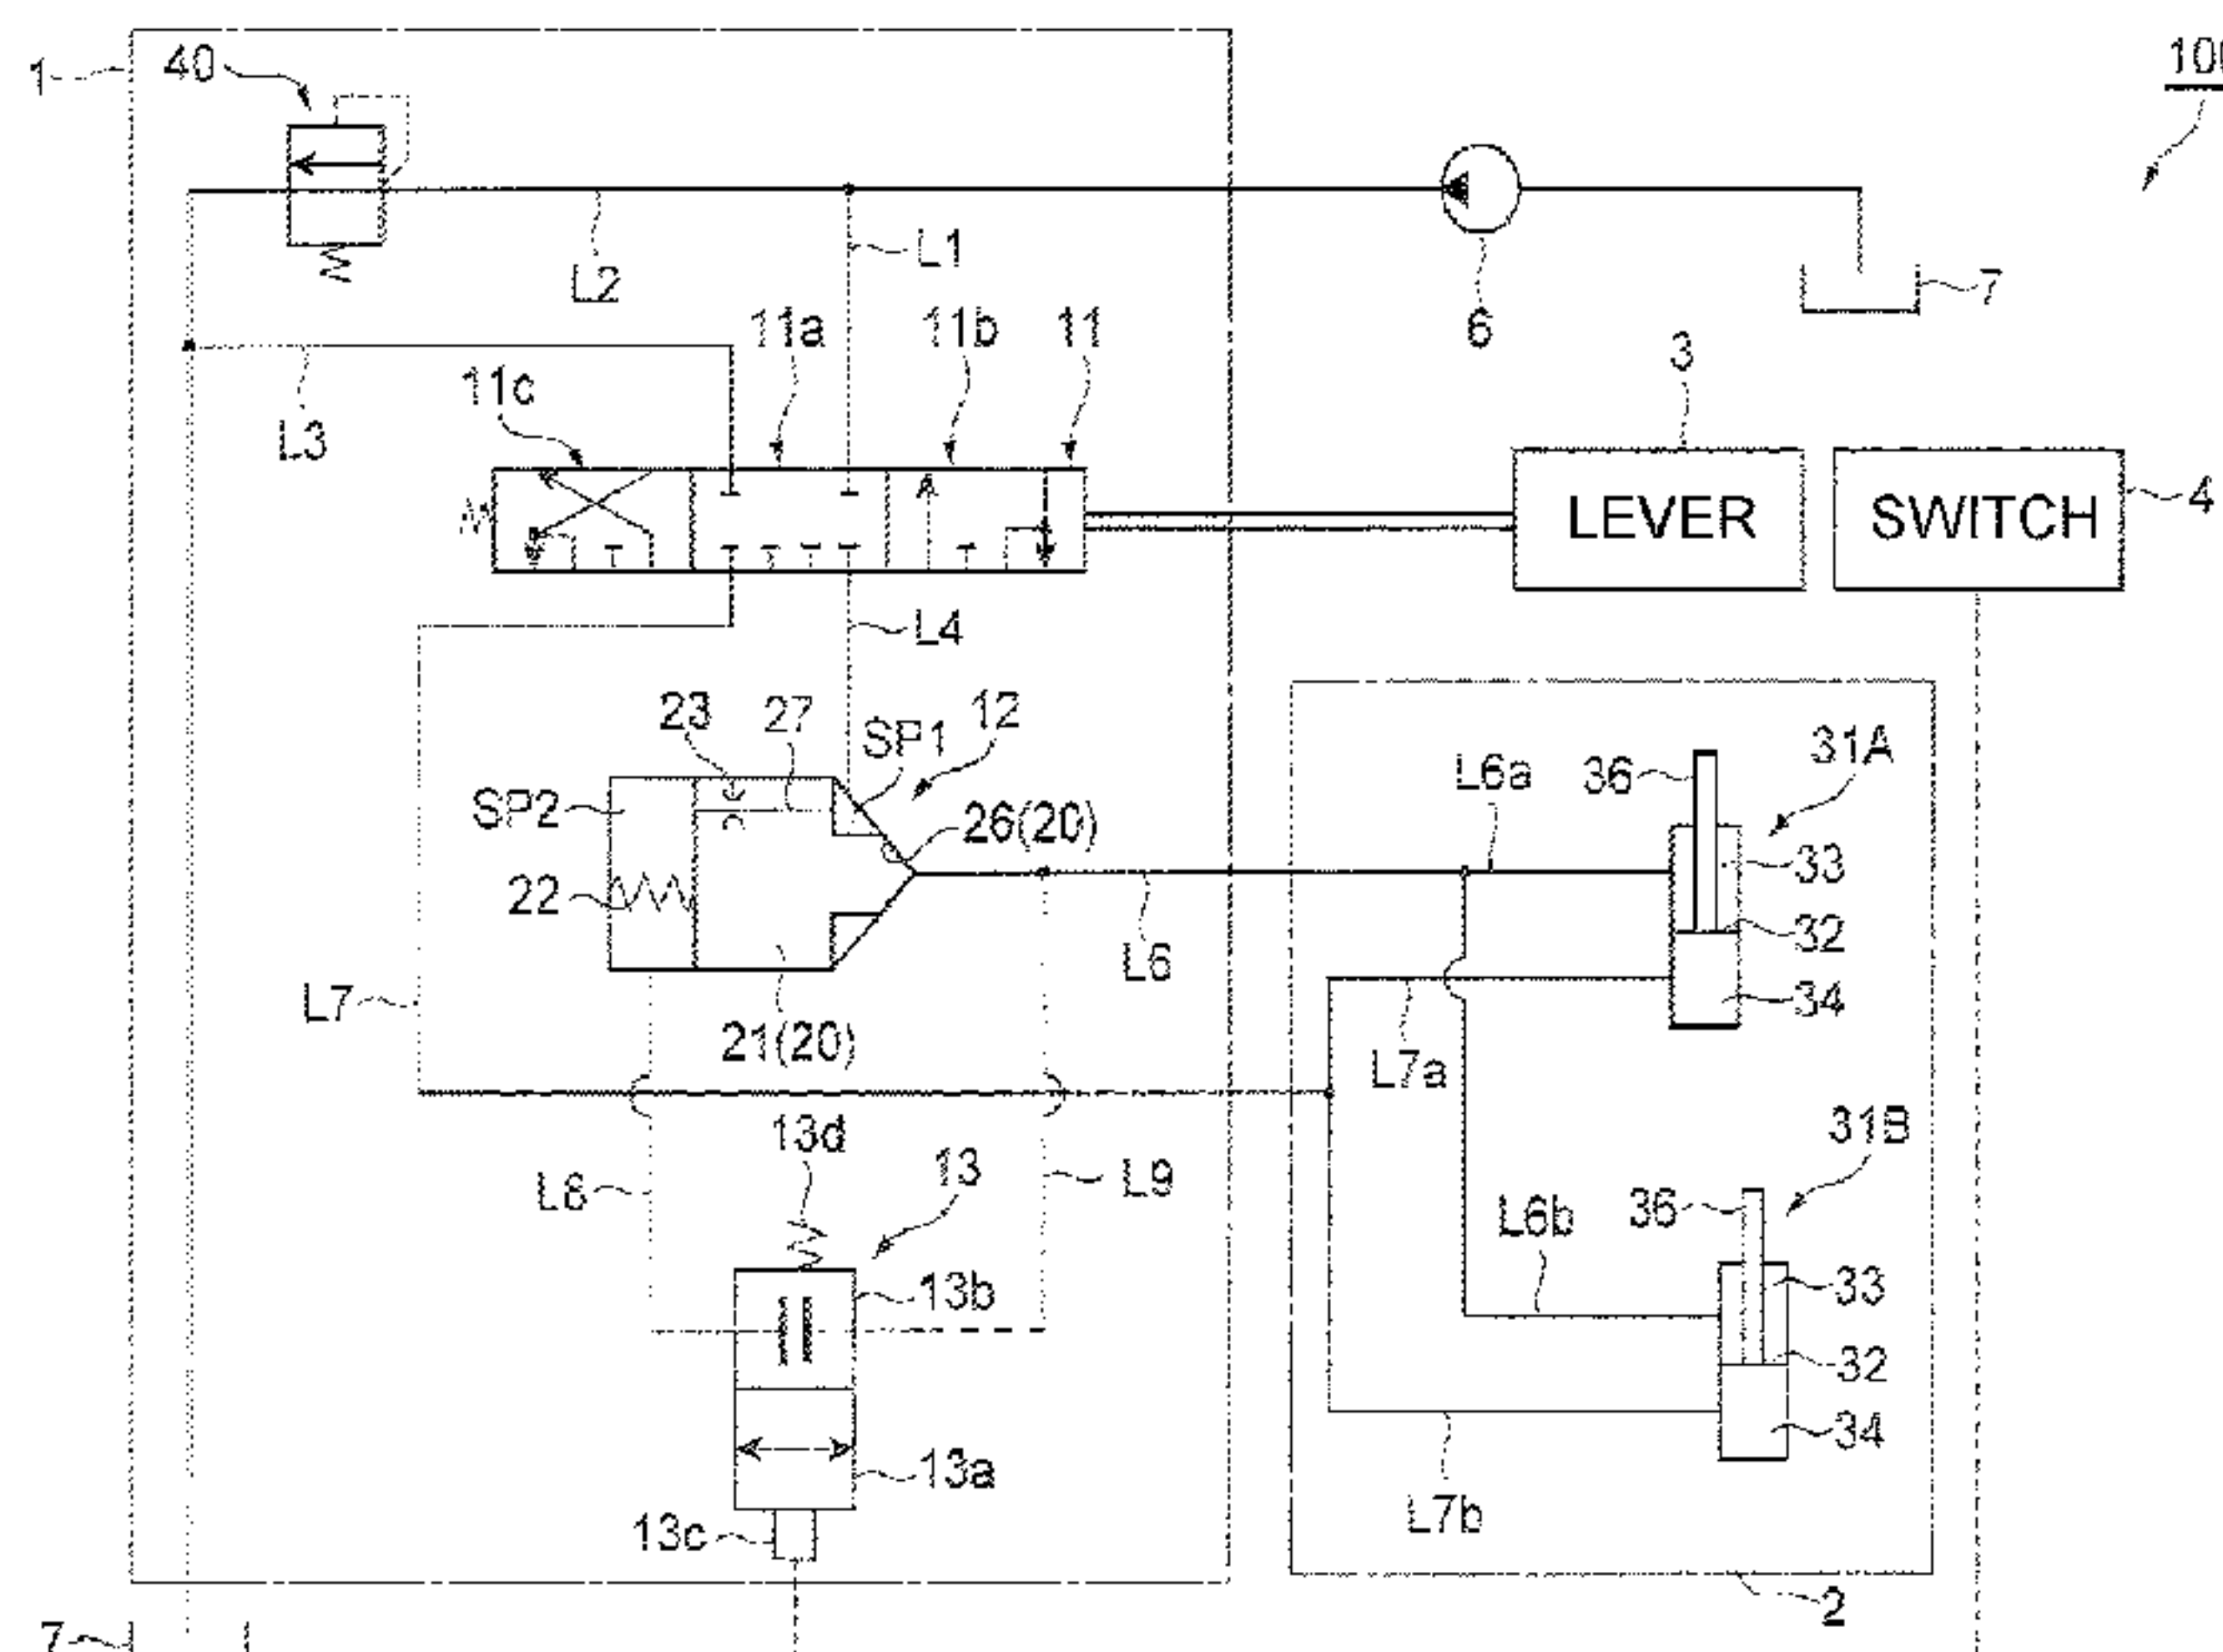 100
1
40
L1
L2
7
6
11a
11b
11
3
11c
L3
LEVER
SWITCH
4
L4
23
27
SP1
12
SP2
26(20)
L6a
36
31A
33
22
32
L6
L7
34
21(20)
L7a
13d
31B
13
L8
L9
L6b
36
13b
33
32
34
13a
13c
L7b
2
7